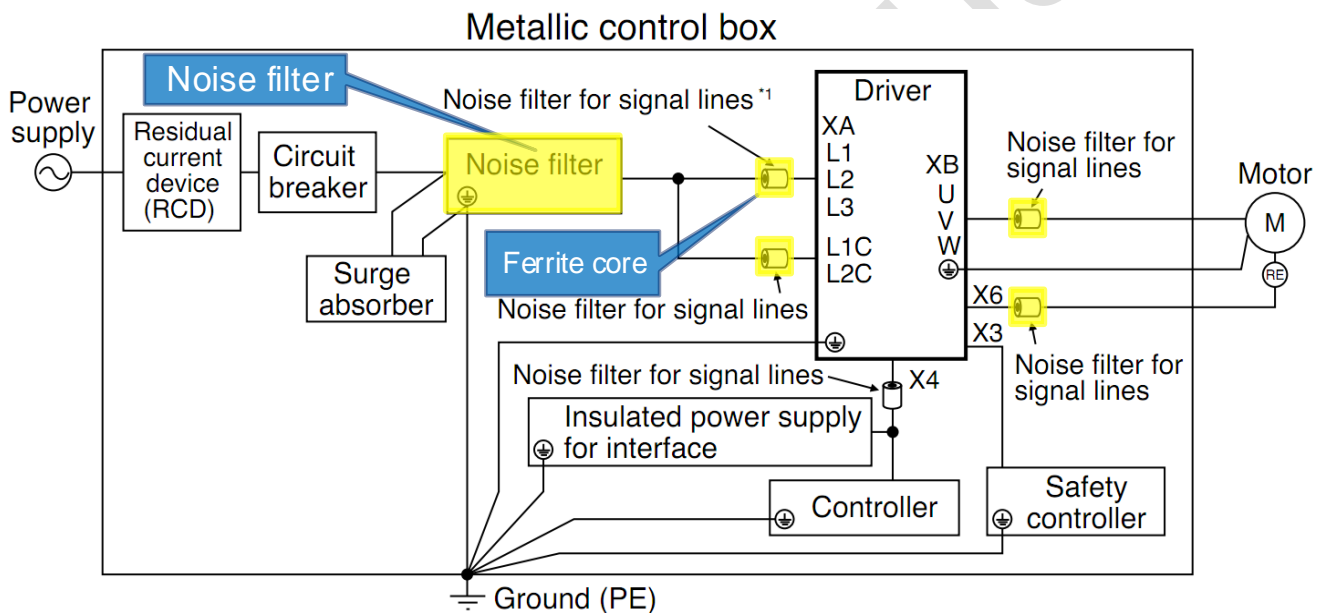 Metallic control box
Noise filter
Power
supply
Residual
current
device
(RCD)
Circuit
breaker
Noise filter
Surge
absorber
Noise filter for signal lines *1
Ferrite core
Noise filter for signal lines
Driver
XA
L1
L2
L3
L1C
L2C
XB
U
V
W
X6
X3
X4
Noise filter for
signal lines
Motor
M
RE
Noise filter for
signal lines
Noise filter for signal lines
Insulated power supply
for interface
Controller
Safety
controller
Ground (PE)